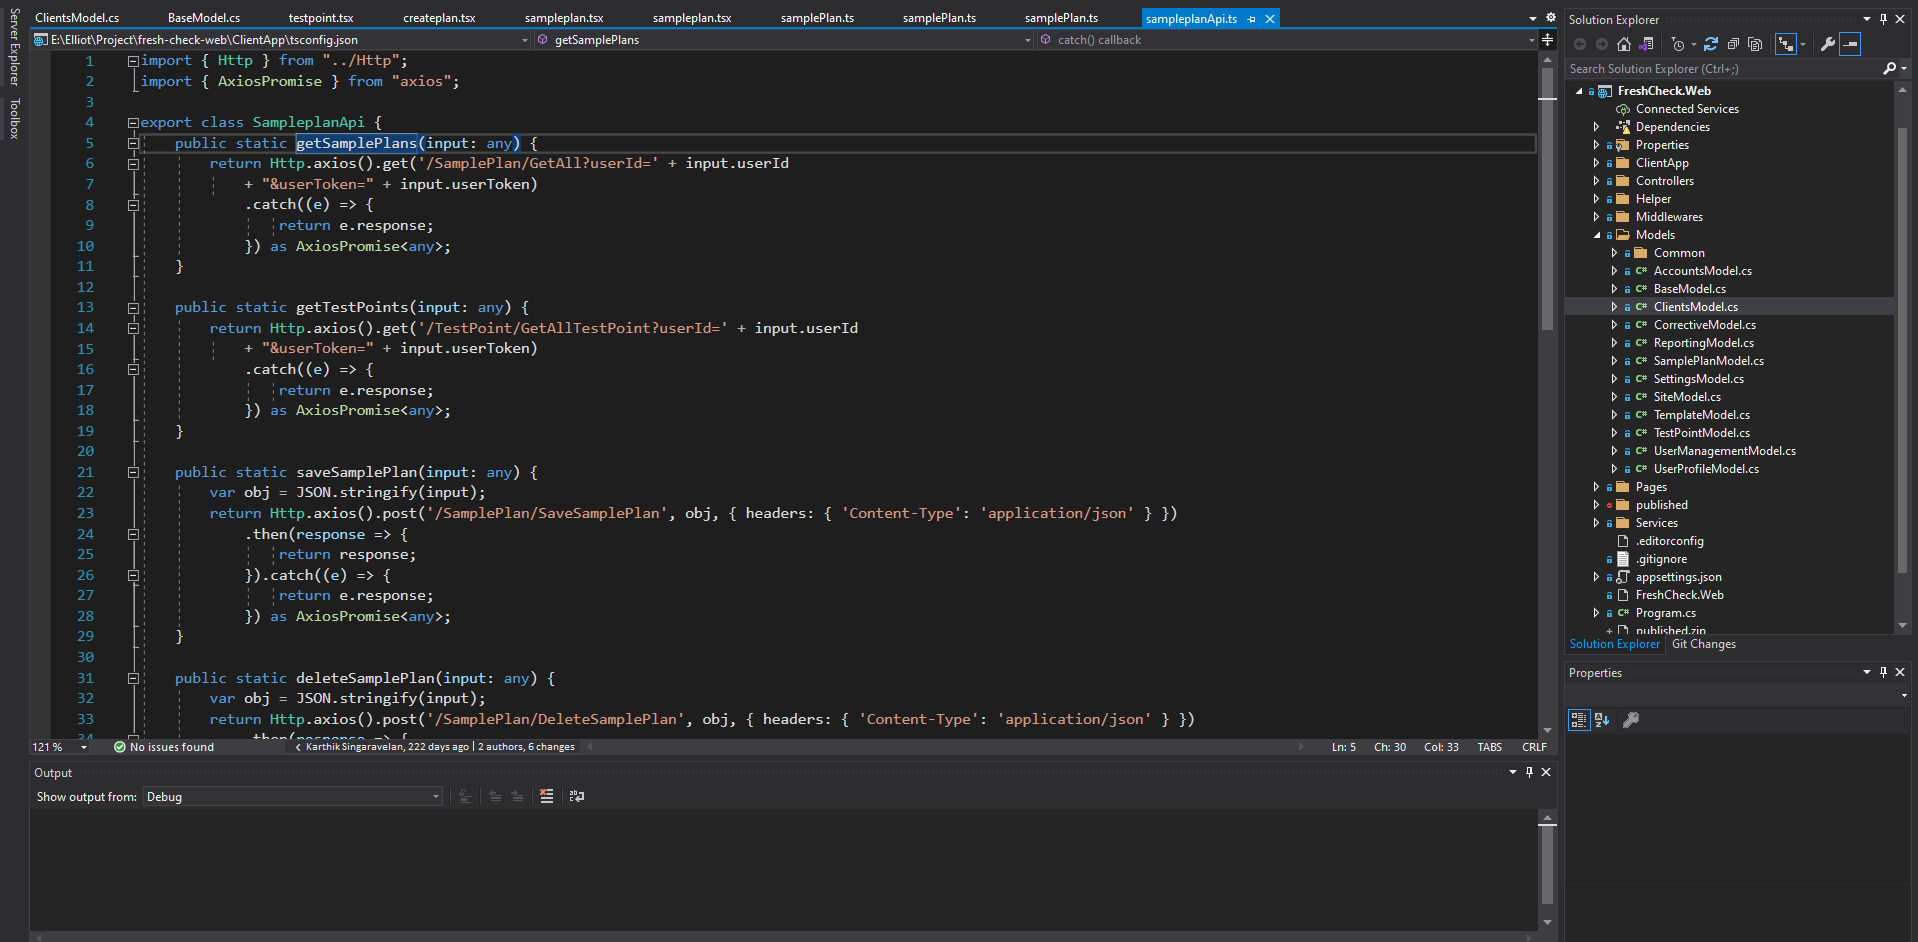 Server Explorer
Toolbox
ClientsModel.cs BaseModel.cs testpoint.tsx createplan.tsx sampleplan.tsx sampleplan.tsx samplePlan.ts samplePlan.ts samplePlan.ts sampleplanApi.ts
E:\Elliot\Project\fresh-check-web\ClientApp\tsconfig.json getSamplePlans catch() callback
1 import { Http } from "../Http";
2 import { AxiosPromise } from "axios";
3
4 export class SampleplanApi {
5 public static getSamplePlans(input: any) {
6 return Http.axios().get('/SamplePlan/GetAll?userId=' + input.userId
7 + "&userToken=" + input.userToken)
8 .catch((e) => {
9 return e.response;
10 }) as AxiosPromise<any>;
11 }
12
13 public static getTestPoints(input: any) {
14 return Http.axios().get('/TestPoint/GetAllTestPoint?userId=' + input.userId
15 + "&userToken=" + input.userToken)
16 .catch((e) => {
17 return e.response;
18 }) as AxiosPromise<any>;
19 }
20
21 public static saveSamplePlan(input: any) {
22 var obj = JSON.stringify(input);
23 return Http.axios().post('/SamplePlan/SaveSamplePlan', obj, { headers: { 'Content-Type': 'application/json' } })
24 .then(response => {
25 return response;
26 }).catch((e) => {
27 return e.response;
28 }) as AxiosPromise<any>;
29 }
30
31 public static deleteSamplePlan(input: any) {
32 var obj = JSON.stringify(input);
33 return Http.axios().post('/SamplePlan/DeleteSamplePlan', obj, { headers: { 'Content-Type': 'application/json' } })
34 .then(response => {
121 % No issues found Karthik Singaravelan, 222 days ago | 2 authors, 6 changes Ln: 5 Ch: 30 Col: 33 TABS CRLF
Output
Show output from: Debug
Solution Explorer
Search Solution Explorer (Ctrl+;)
FreshCheck.Web
Connected Services
Dependencies
Properties
ClientApp
Controllers
Helper
Middlewares
Models
Common
C# AccountsModel.cs
C# BaseModel.cs
C# ClientsModel.cs
C# CorrectiveModel.cs
C# ReportingModel.cs
C# SamplePlanModel.cs
C# SettingsModel.cs
C# SiteModel.cs
C# TemplateModel.cs
C# TestPointModel.cs
C# UserManagementModel.cs
C# UserProfileModel.cs
Pages
published
Services
.editorconfig
.gitignore
appsettings.json
FreshCheck.Web
C# Program.cs
published.zip
Solution Explorer Git Changes
Properties